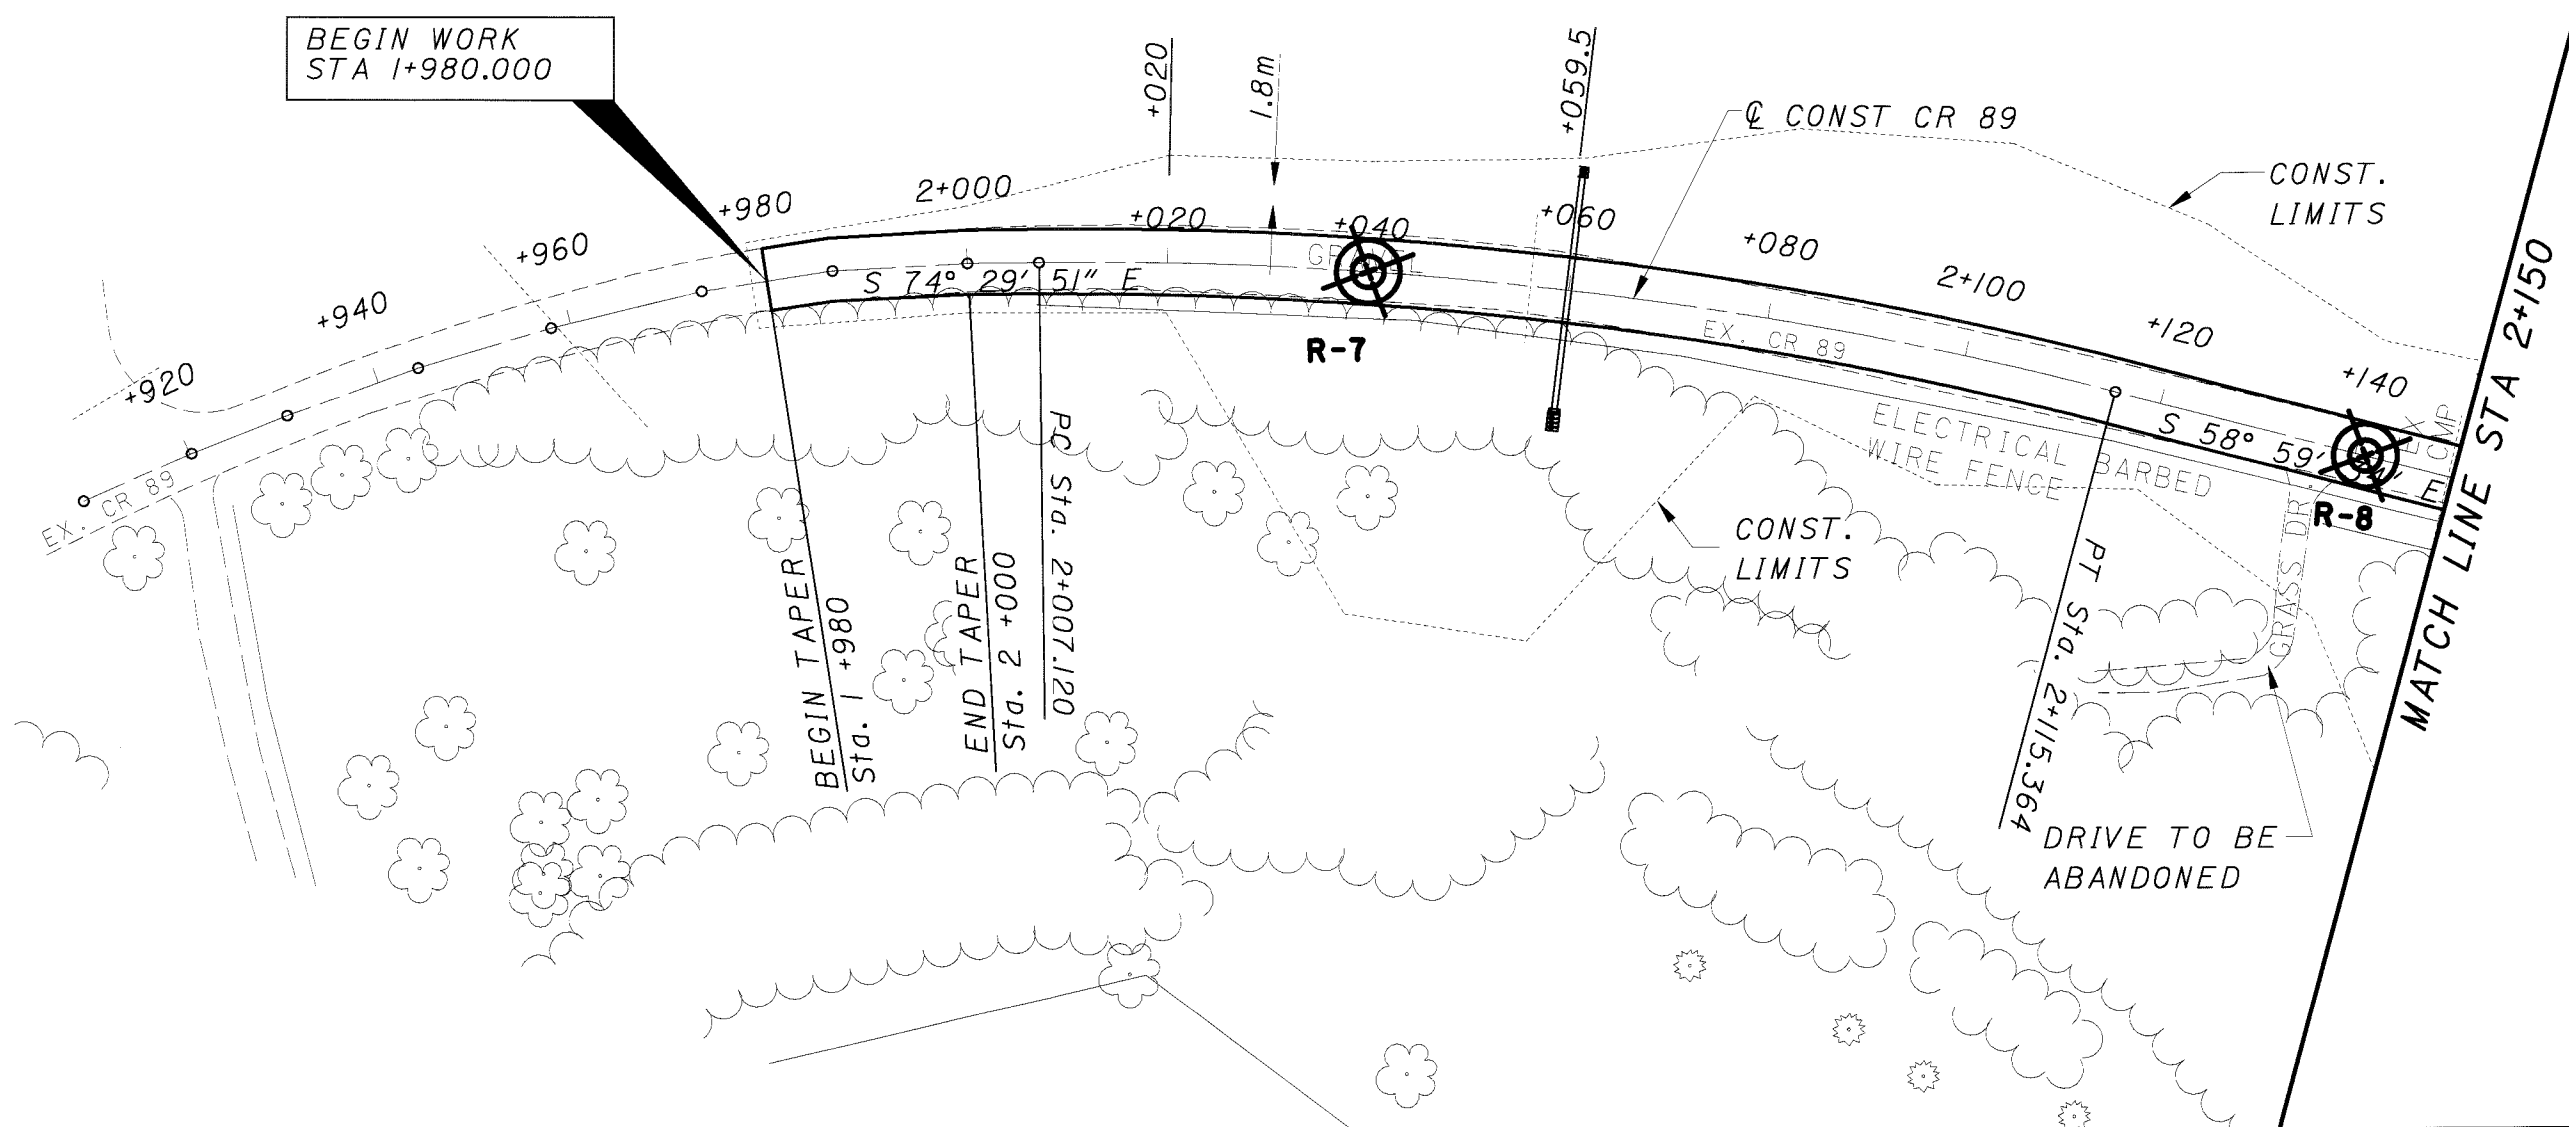 BEGIN WORK
STA 1+980.000
+020
1.8m
+059.5
℄ CONST CR 89
CONST.
LIMITS
+920
+940
+960
+980
2+000
+020
+040
+060
+080
2+100
+120
+140
S 74° 29' 51" E
R-7
EX. CR 89
EX. CR 89
ELECTRICAL BARBED
WIRE FENCE
S 58° 59' E
EX
CMP
R-8
GRASS DR.
MATCH LINE STA 2+150
BEGIN TAPER
Sta. 1 +980
END TAPER
Sta. 2 +000
PC Sta. 2+007.120
CONST.
LIMITS
PT Sta. 2+115.364
DRIVE TO BE
ABANDONED